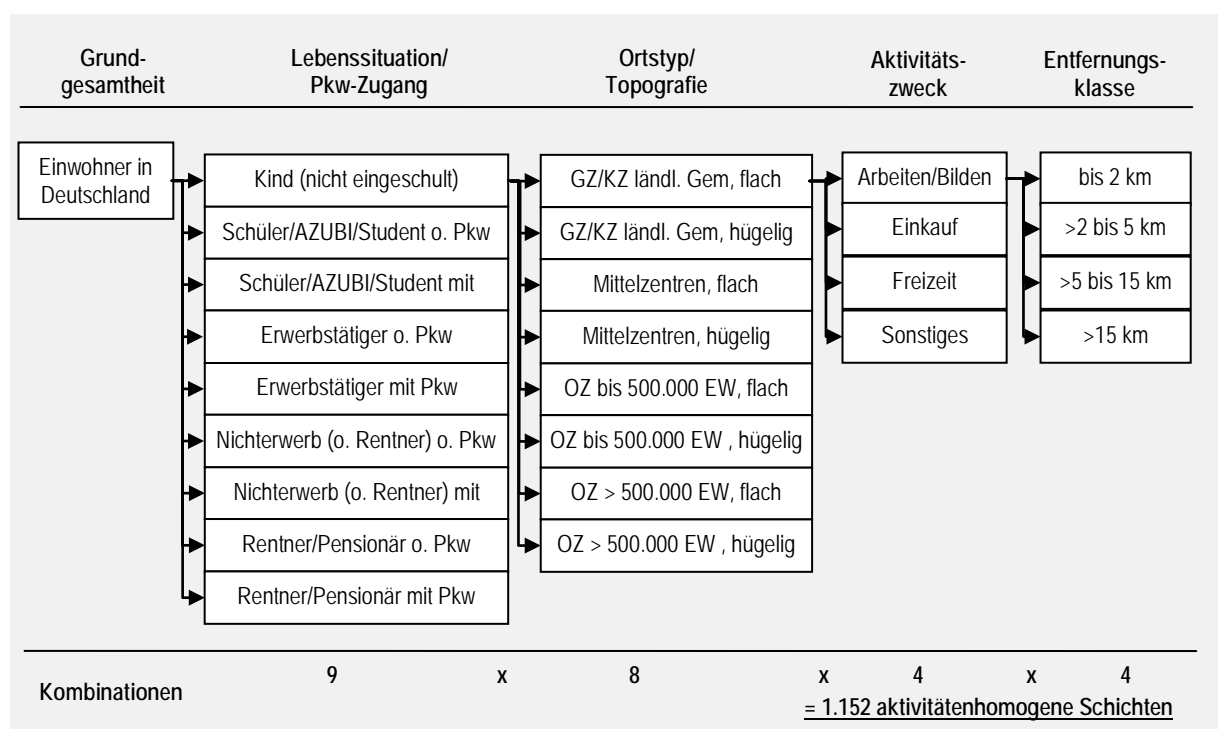 Grund-
gesamtheit
Lebenssituation/
Pkw-Zugang
Ortstyp/
Topografie
Aktivitäts-
zweck
Entfernungs-
klasse
Einwohner in
Deutschland
Kind (nicht eingeschult)
Schüler/AZUBI/Student o. Pkw
Schüler/AZUBI/Student mit
Erwerbstätiger o. Pkw
Erwerbstätiger mit Pkw
Nichterwerb (o. Rentner) o. Pkw
Nichterwerb (o. Rentner) mit
Rentner/Pensionär o. Pkw
Rentner/Pensionär mit Pkw
GZ/KZ ländl. Gem, flach
GZ/KZ ländl. Gem, hügelig
Mittelzentren, flach
Mittelzentren, hügelig
OZ bis 500.000 EW, flach
OZ bis 500.000 EW , hügelig
OZ > 500.000 EW, flach
OZ > 500.000 EW , hügelig
Arbeiten/Bilden
Einkauf
Freizeit
Sonstiges
bis 2 km
>2 bis 5 km
>5 bis 15 km
>15 km
Kombinationen 9 x 8 x 4 x 4
= 1.152 aktivitätenhomogene Schichten